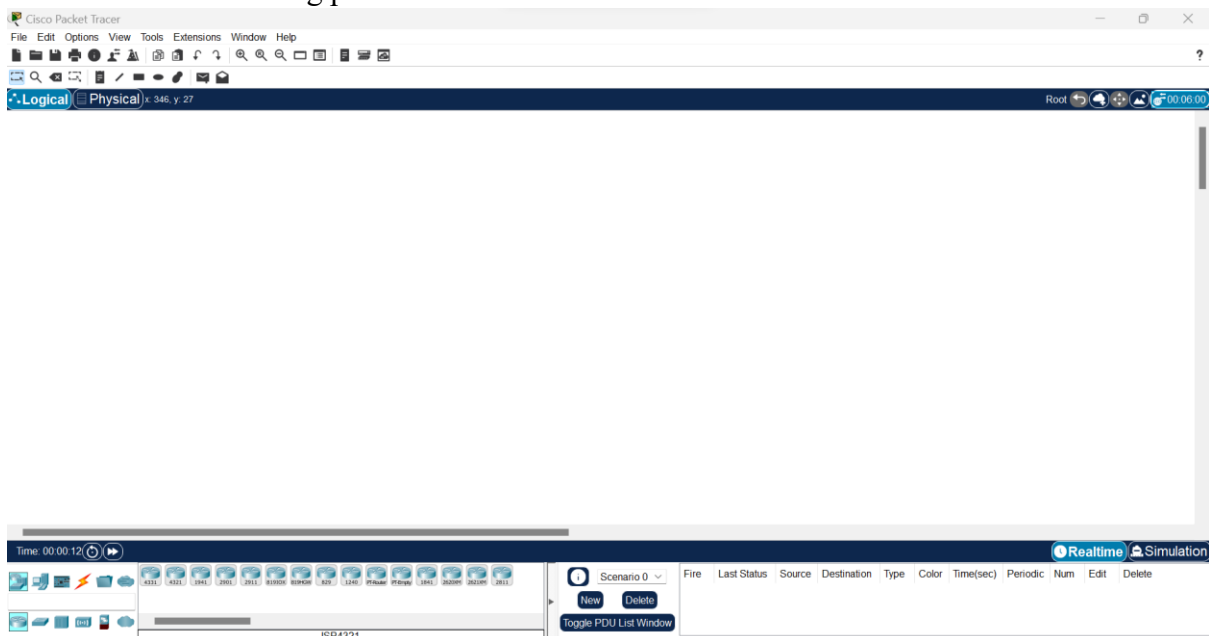 Cisco Packet Tracer
File Edit Options View Tools Extensions Window Help
?
Logical Physical x: 346, y: 27 Root 00:06:00
Time: 00:00:12 Realtime Simulation
4331 4321 1941 2901 2911 819IOX 819HGW 829 1240 PT-Router PT-Empty 1841 2620XM 2621XM 2811
Scenario 0 Fire Last Status Source Destination Type Color Time(sec) Periodic Num Edit Delete
New Delete
Toggle PDU List Window